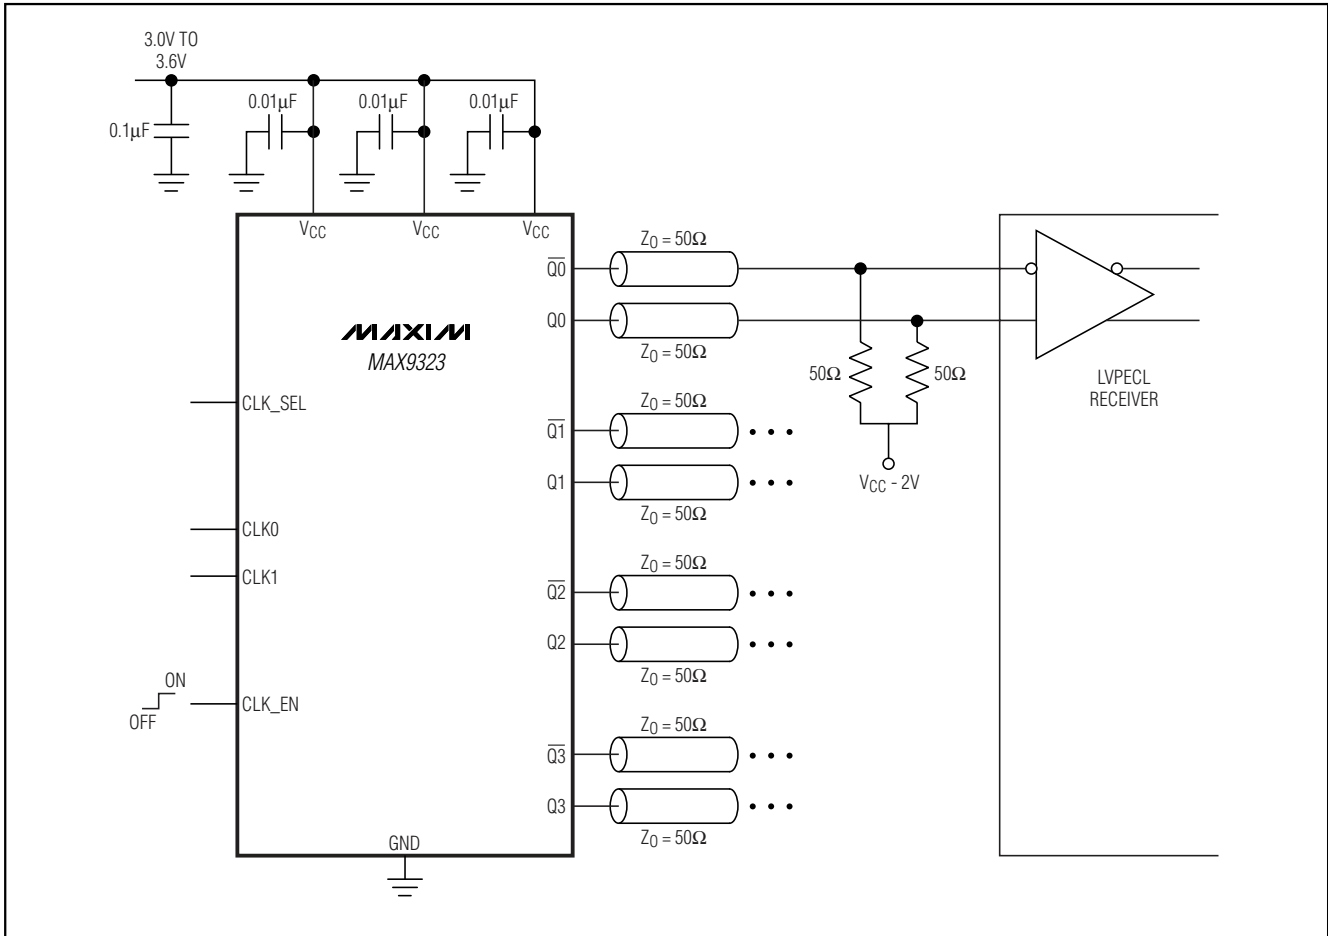 3.0V TO
3.6V
0.01µF 0.01µF 0.01µF
0.1µF
VCC VCC VCC
Z0 = 50Ω
Q0
Q0
Z0 = 50Ω
MAXIM
MAX9323
50Ω 50Ω
LVPECL
RECEIVER
VCC - 2V
CLK_SEL
Z0 = 50Ω
Q1
Q1
Z0 = 50Ω
CLK0
CLK1
Z0 = 50Ω
Q2
Q2
Z0 = 50Ω
ON
OFF
CLK_EN
Z0 = 50Ω
Q3
Q3
Z0 = 50Ω
GND